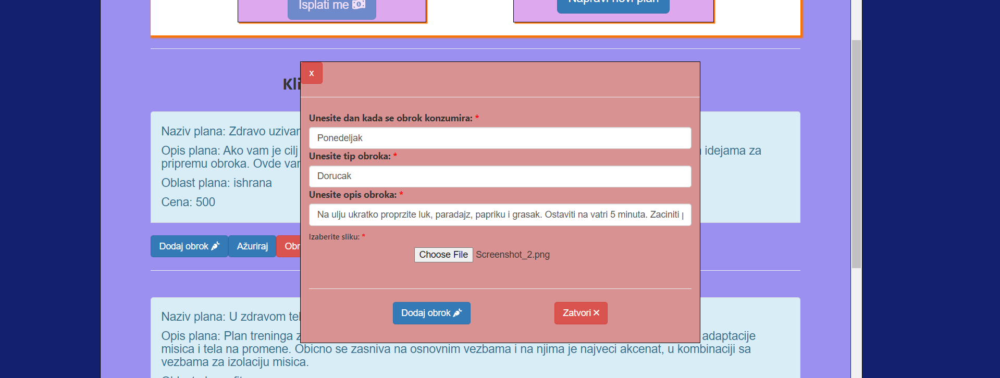 Isplati me
Napravi novi plan
x
Kli
Unesite dan kada se obrok konzumira: *
Ponedeljak
Unesite tip obroka: *
Dorucak
Unesite opis obroka: *
Na ulju ukratko proprzite luk, paradajz, papriku i grasak. Ostaviti na vatri 5 minuta. Zaciniti
Izaberite sliku: *
Choose File Screenshot_2.png
Dodaj obrok
Zatvori
Naziv plana: Zdravo uzivar
Opis plana: Ako vam je cilj idejama za
pripremu obroka. Ovde var
Oblast plana: ishrana
Cena: 500
Dodaj obrok
Ažuriraj
Obr
Naziv plana: U zdravom tel
Opis plana: Plan treninga z adaptacije
misica i tela na promene. Obicno se zasniva na osnovnim vezbama i na njima je najveci akcenat, u kombinaciji sa
vezbama za izolaciju misica.